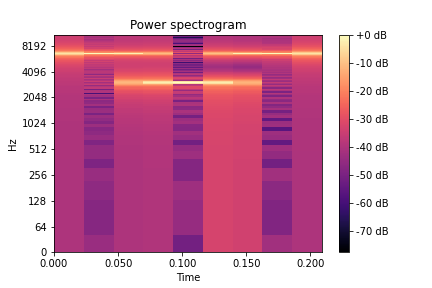 Power spectrogram
8192
4096
2048
1024
512
256
128
64
0
Hz
0.000 0.050 0.100 0.150 0.200
Time
+0 dB
-10 dB
-20 dB
-30 dB
-40 dB
-50 dB
-60 dB
-70 dB